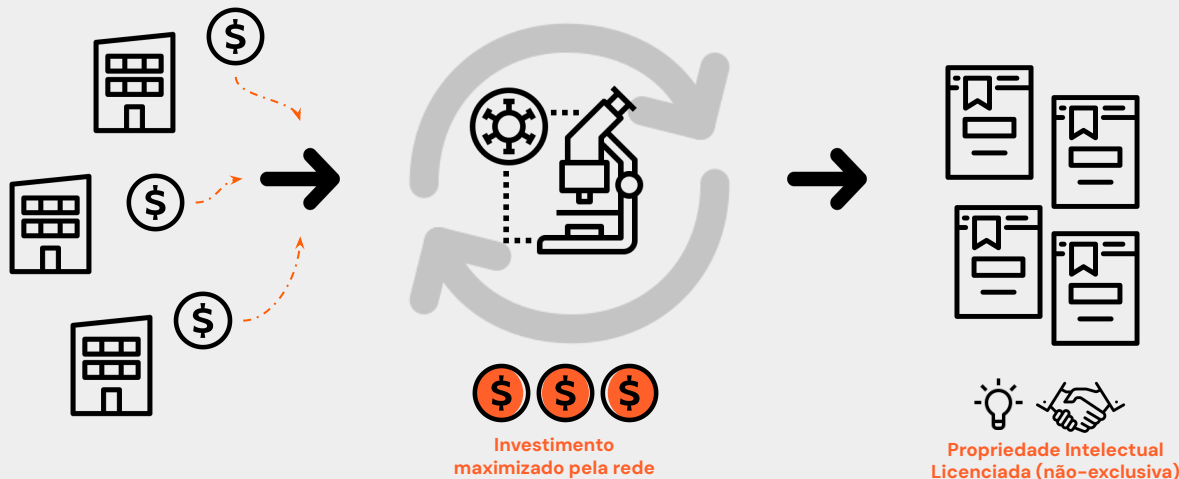 $
$
$
$ $ $
Investimento
maximizado pela rede
Propriedade Intelectual
Licenciada (não-exclusiva)